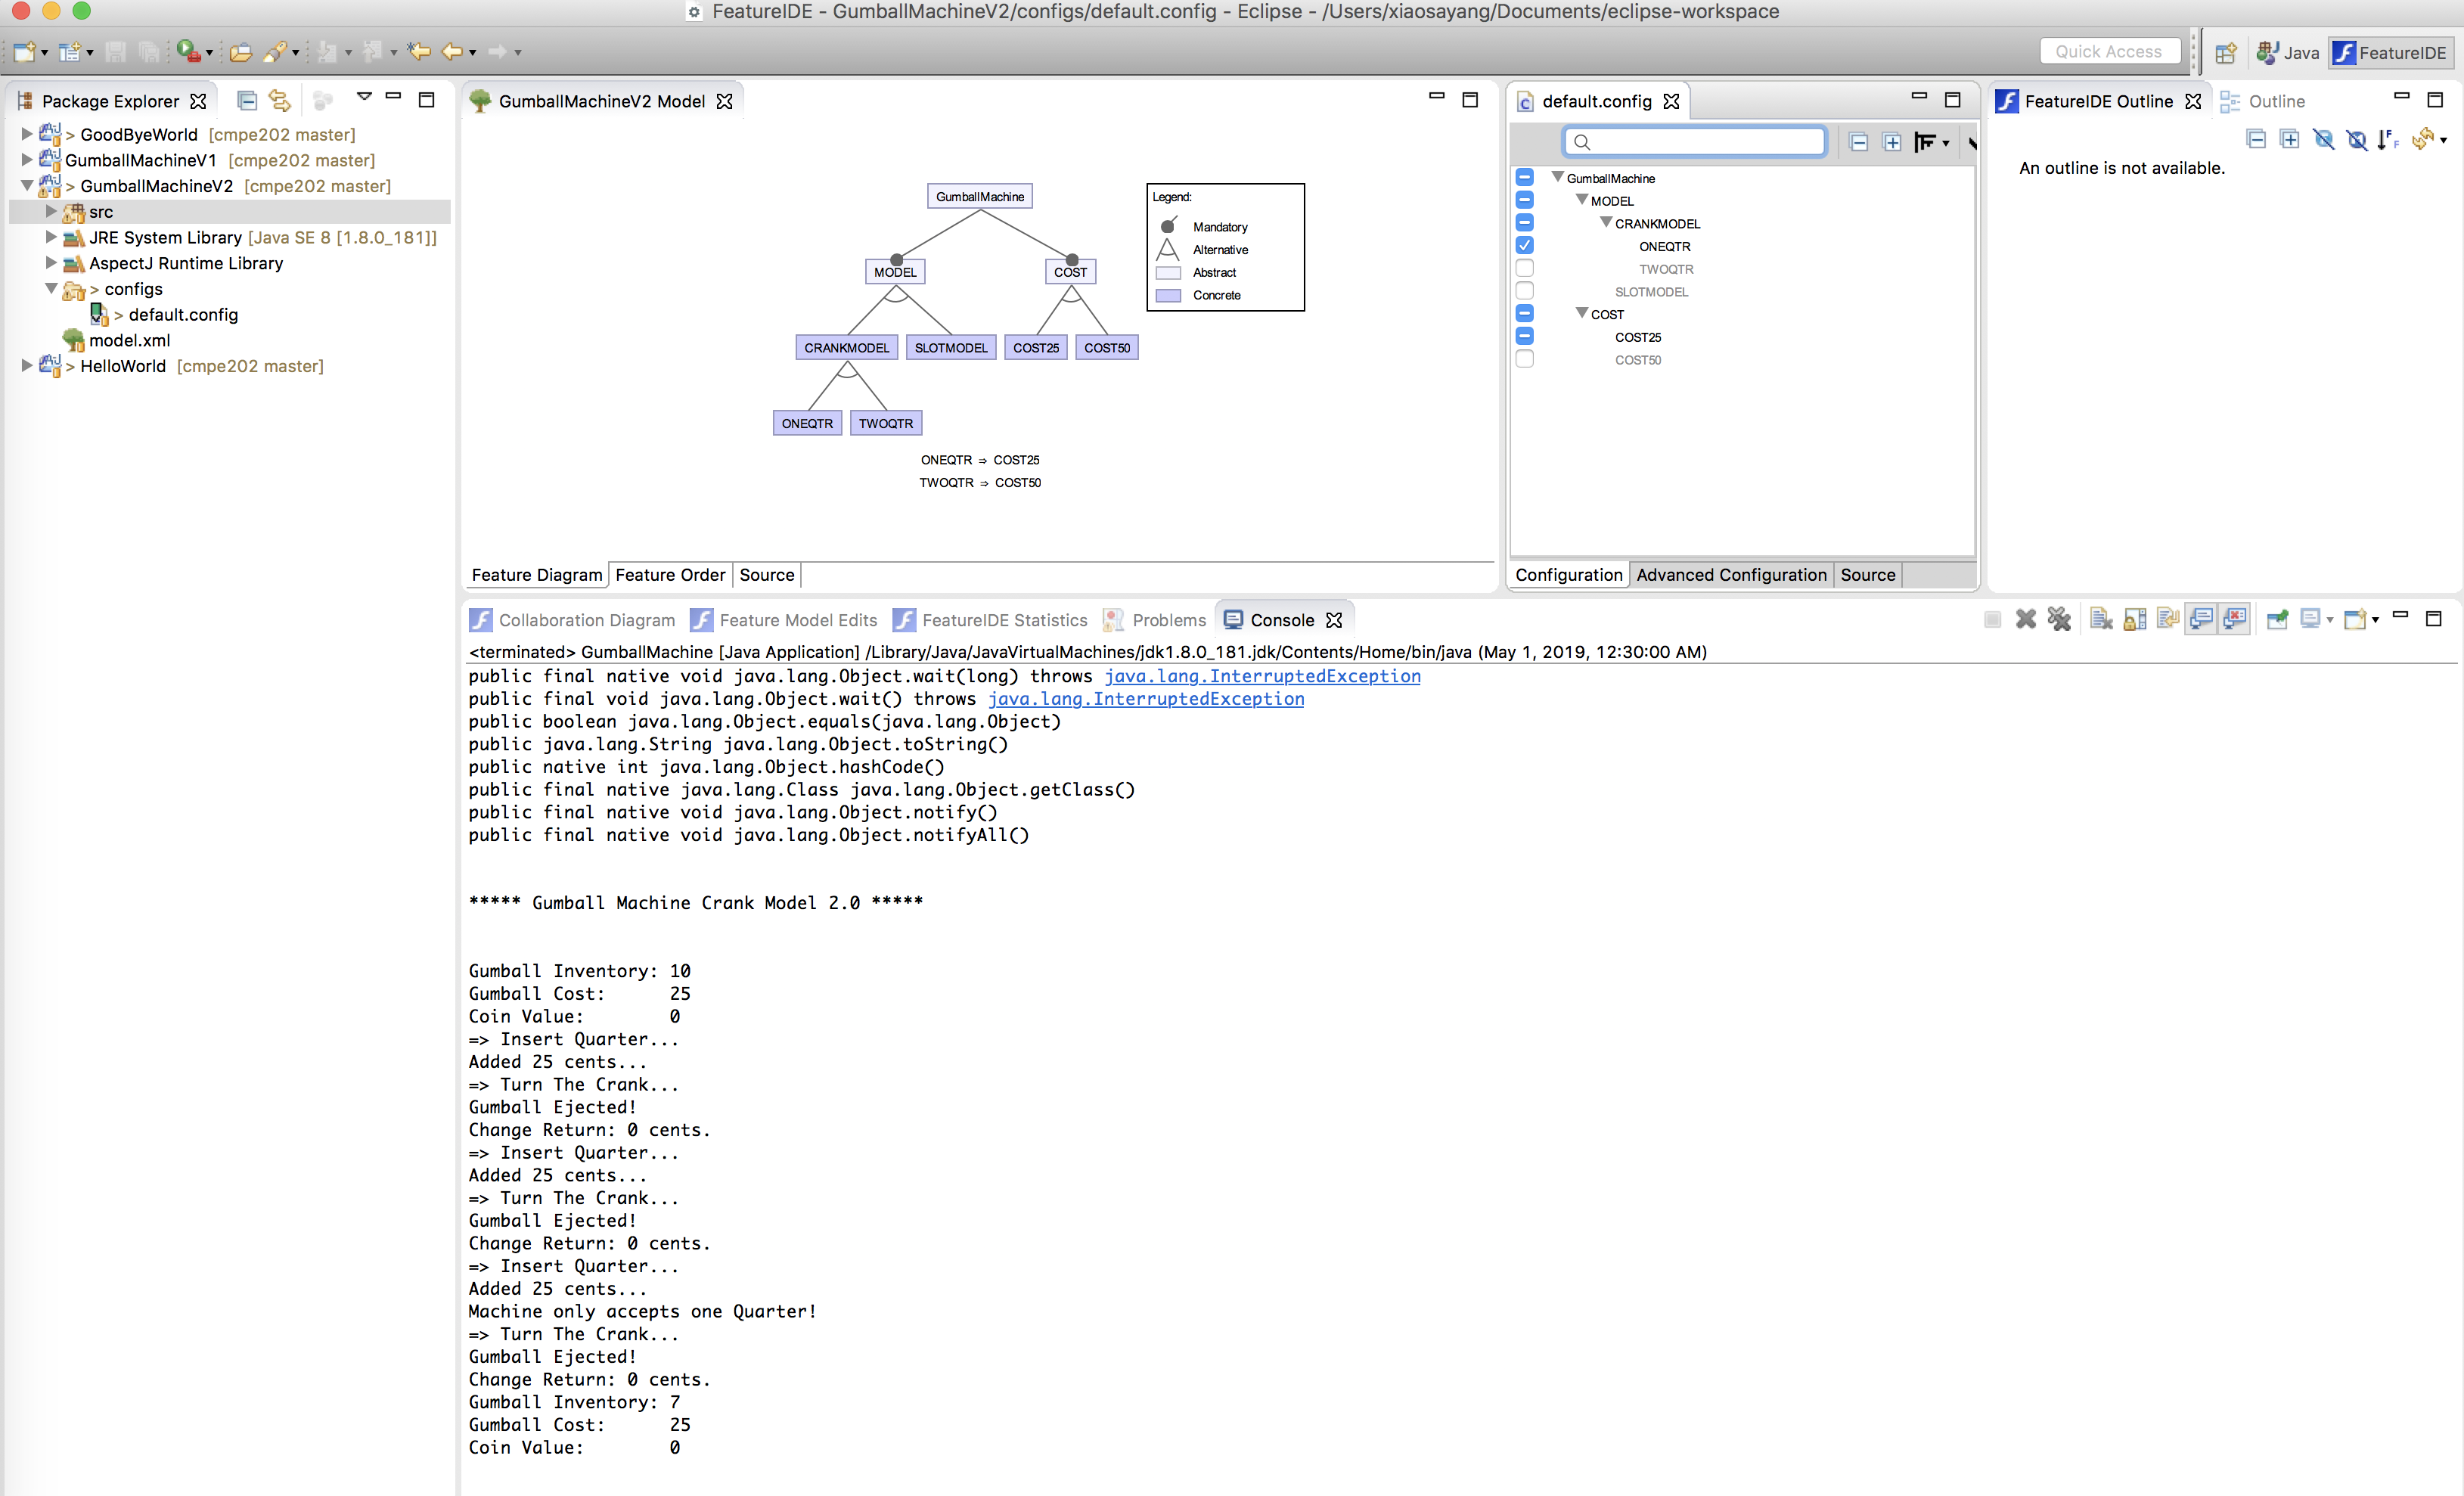 FeatureIDE - GumballMachineV2/configs/default.config - Eclipse - /Users/xiaosayang/Documents/eclipse-workspace
Quick Access
Java
FeatureIDE
Package Explorer
> GoodByeWorld [cmpe202 master]
GumballMachineV1 [cmpe202 master]
> GumballMachineV2 [cmpe202 master]
src
JRE System Library [Java SE 8 [1.8.0_181]]
AspectJ Runtime Library
> configs
> default.config
model.xml
> HelloWorld [cmpe202 master]
GumballMachineV2 Model
GumballMachine
MODEL
COST
CRANKMODEL
SLOTMODEL
COST25
COST50
ONEQTR
TWOQTR
ONEQTR ⇒ COST25
TWOQTR ⇒ COST50
Legend:
Mandatory
Alternative
Abstract
Concrete
Feature Diagram
Feature Order
Source
default.config
GumballMachine
MODEL
CRANKMODEL
ONEQTR
TWOQTR
SLOTMODEL
COST
COST25
COST50
Configuration
Advanced Configuration
Source
FeatureIDE Outline
Outline
An outline is not available.
Collaboration Diagram
Feature Model Edits
FeatureIDE Statistics
Problems
Console
<terminated> GumballMachine [Java Application] /Library/Java/JavaVirtualMachines/jdk1.8.0_181.jdk/Contents/Home/bin/java (May 1, 2019, 12:30:00 AM)
public final native void java.lang.Object.wait(long) throws java.lang.InterruptedException
public final void java.lang.Object.wait() throws java.lang.InterruptedException
public boolean java.lang.Object.equals(java.lang.Object)
public java.lang.String java.lang.Object.toString()
public native int java.lang.Object.hashCode()
public final native java.lang.Class java.lang.Object.getClass()
public final native void java.lang.Object.notify()
public final native void java.lang.Object.notifyAll()
***** Gumball Machine Crank Model 2.0 *****
Gumball Inventory: 10
Gumball Cost: 25
Coin Value: 0
=> Insert Quarter...
Added 25 cents...
=> Turn The Crank...
Gumball Ejected!
Change Return: 0 cents.
=> Insert Quarter...
Added 25 cents...
=> Turn The Crank...
Gumball Ejected!
Change Return: 0 cents.
=> Insert Quarter...
Added 25 cents...
Machine only accepts one Quarter!
=> Turn The Crank...
Gumball Ejected!
Change Return: 0 cents.
Gumball Inventory: 7
Gumball Cost: 25
Coin Value: 0